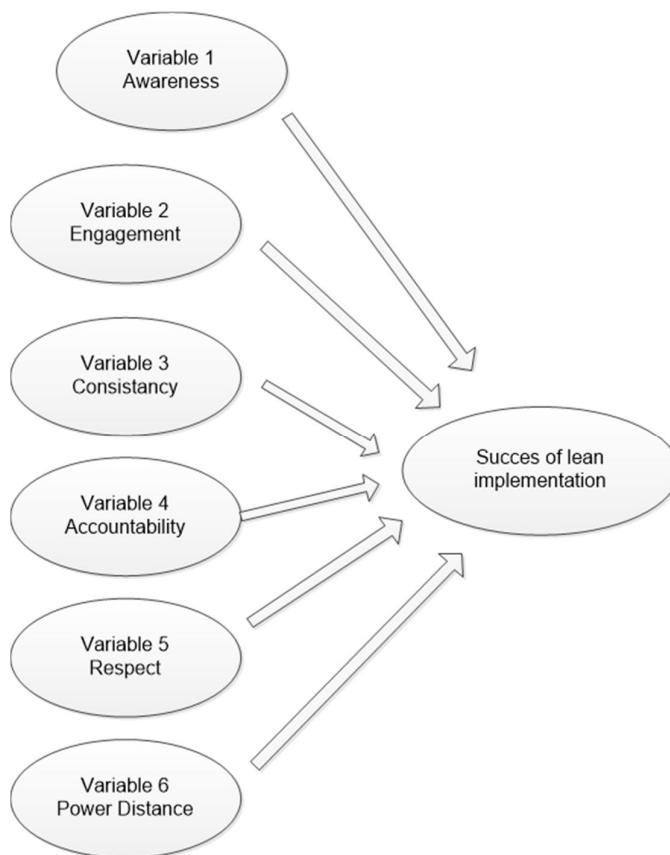 Variable 1
Awareness
Variable 2
Engagement
Variable 3
Consistancy
Variable 4
Accountability
Variable 5
Respect
Variable 6
Power Distance
Succes of lean
implementation